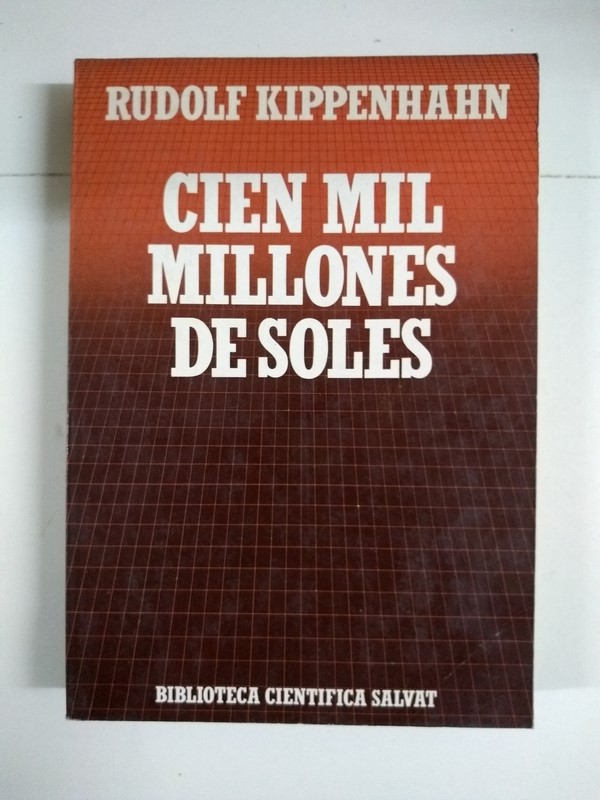 RUDOLF KIPPENHAHN
CIEN MIL
MILLONES
DE SOLES
BIBLIOTECA CIENTIFICA SALVAT